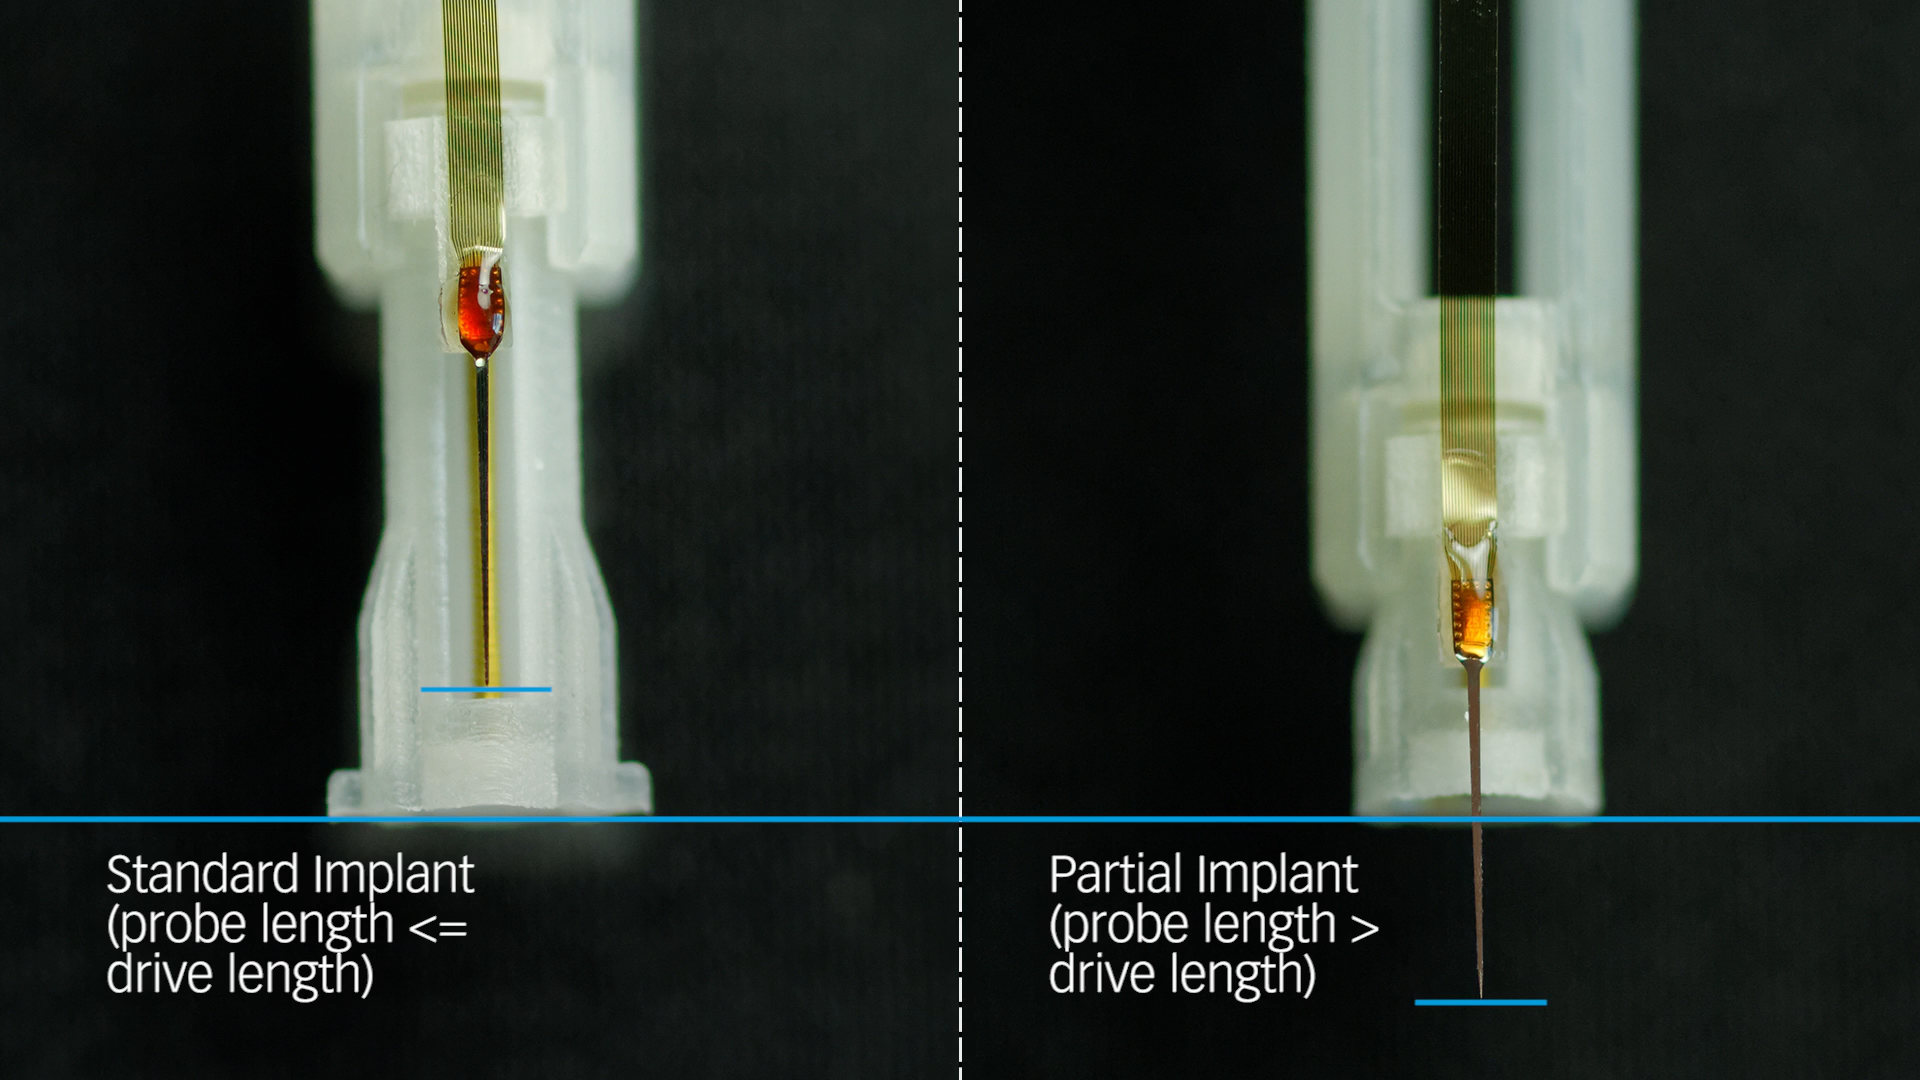 Standard Implant
(probe length <=
drive length)
Partial Implant
(probe length >
drive length)